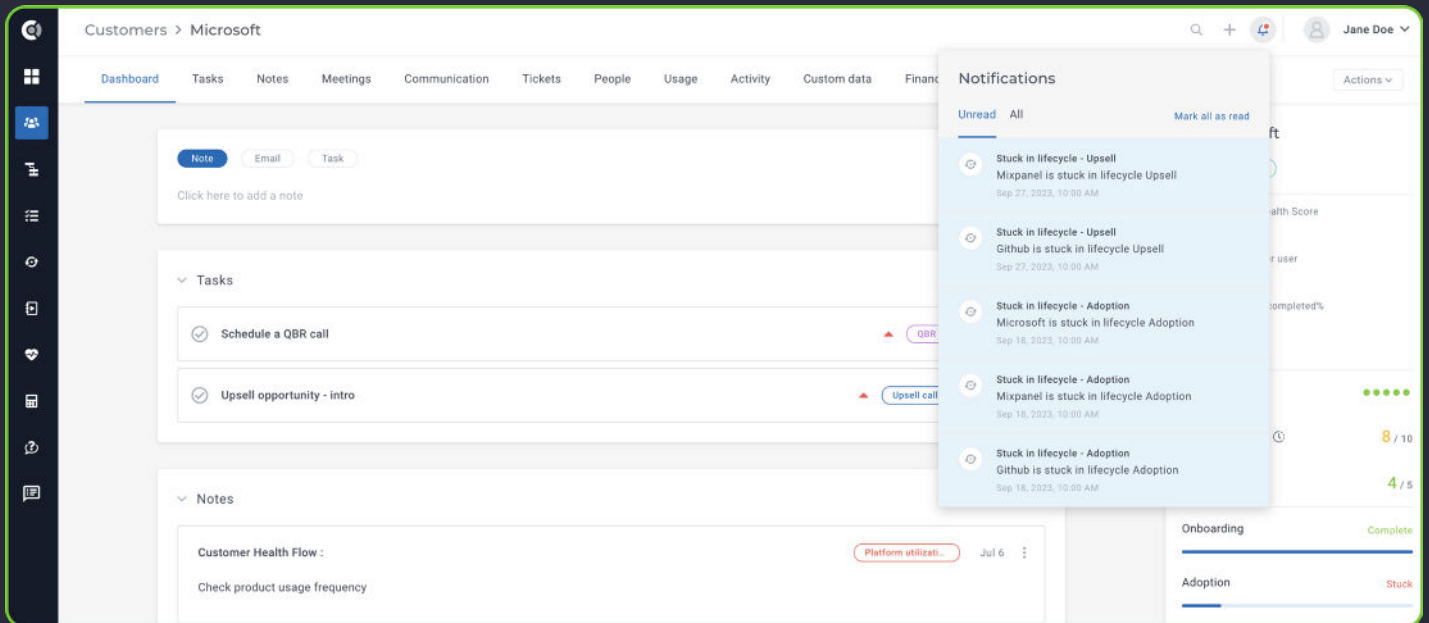 Customers > Microsoft
Jane Doe
Dashboard Tasks Notes Meetings Communication Tickets People Usage Activity Custom data Financ
Actions
Notifications
Unread All Mark all as read
Stuck in lifecycle - Upsell
Mixpanel is stuck in lifecycle Upsell
Sep 27, 2023, 10:00 AM
Stuck in lifecycle - Upsell
Github is stuck in lifecycle Upsell
Sep 27, 2023, 10:00 AM
Stuck in lifecycle - Adoption
Microsoft is stuck in lifecycle Adoption
Sep 18, 2023, 10:00 AM
Stuck in lifecycle - Adoption
Mixpanel is stuck in lifecycle Adoption
Sep 18, 2023, 10:00 AM
Stuck in lifecycle - Adoption
Github is stuck in lifecycle Adoption
Sep 18, 2023, 10:00 AM
Note Email Task
Click here to add a note
Tasks
Schedule a QBR call QBR
Upsell opportunity - intro Upsell call
Notes
Customer Health Flow : Platform utilizati... Jul 6
Check product usage frequency
ft
alth Score
r user
completed%
8 / 10
4 / 5
Onboarding Complete
Adoption Stuck